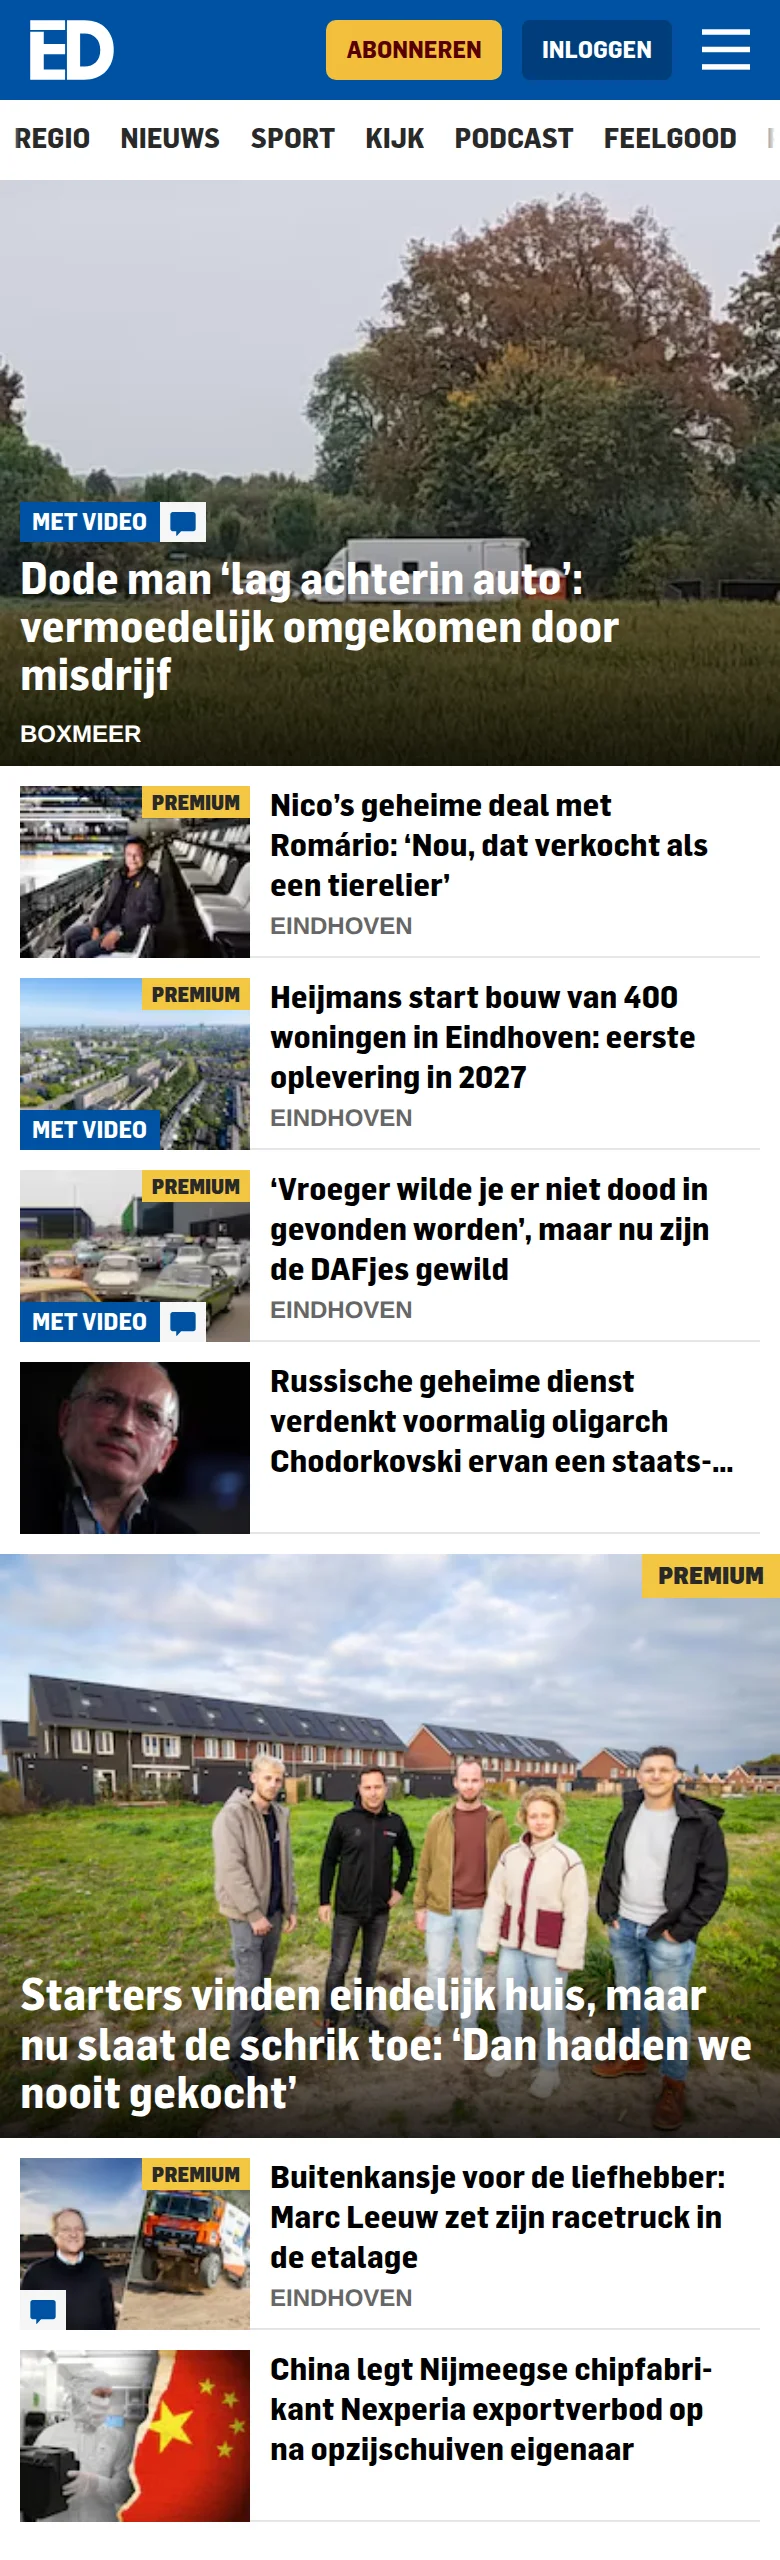 ED
ABONNEREN
INLOGGEN
REGIO NIEUWS SPORT KIJK PODCAST FEELGOOD
MET VIDEO
Dode man ‘lag achterin auto’:
vermoedelijk omgekomen door
misdrijf
BOXMEER
PREMIUM
Nico’s geheime deal met
Romário: ‘Nou, dat verkocht als
een tierelier’
EINDHOVEN
PREMIUM
MET VIDEO
Heijmans start bouw van 400
woningen in Eindhoven: eerste
oplevering in 2027
EINDHOVEN
PREMIUM
MET VIDEO
‘Vroeger wilde je er niet dood in
gevonden worden’, maar nu zijn
de DAFjes gewild
EINDHOVEN
Russische geheime dienst
verdenkt voormalig oligarch
Chodorkovski ervan een staats-...
PREMIUM
Starters vinden eindelijk huis, maar
nu slaat de schrik toe: ‘Dan hadden we
nooit gekocht’
PREMIUM
Buitenkansje voor de liefhebber:
Marc Leeuw zet zijn racetruck in
de etalage
EINDHOVEN
China legt Nijmeegse chipfabri-
kant Nexperia exportverbod op
na opzijschuiven eigenaar